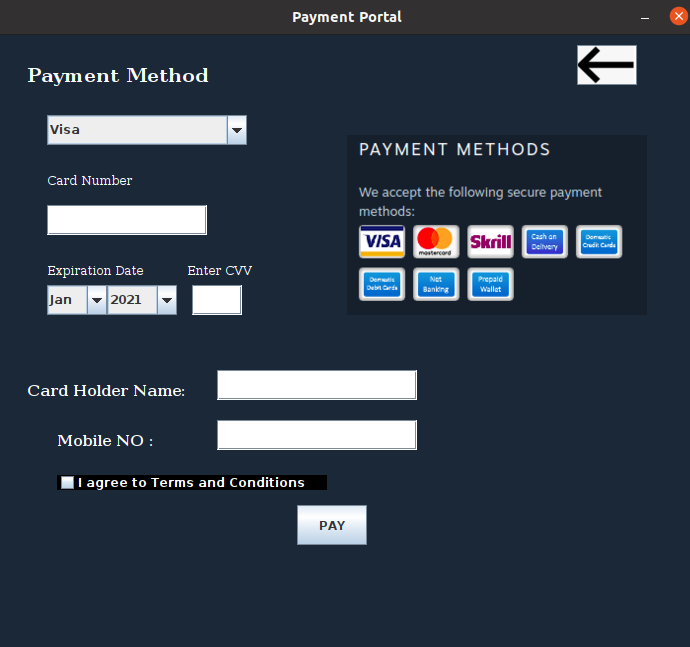 Payment Portal
Payment Method
Visa
Card Number
Expiration Date
Enter CVV
Jan
2021
PAYMENT METHODS
We accept the following secure payment
methods:
VISA
mastercard
Skrill
Cash on
Delivery
Domestic
Credit Cards
Domestic
Debit Cards
Net
Banking
Prepaid
Wallet
Card Holder Name:
Mobile NO :
I agree to Terms and Conditions
PAY